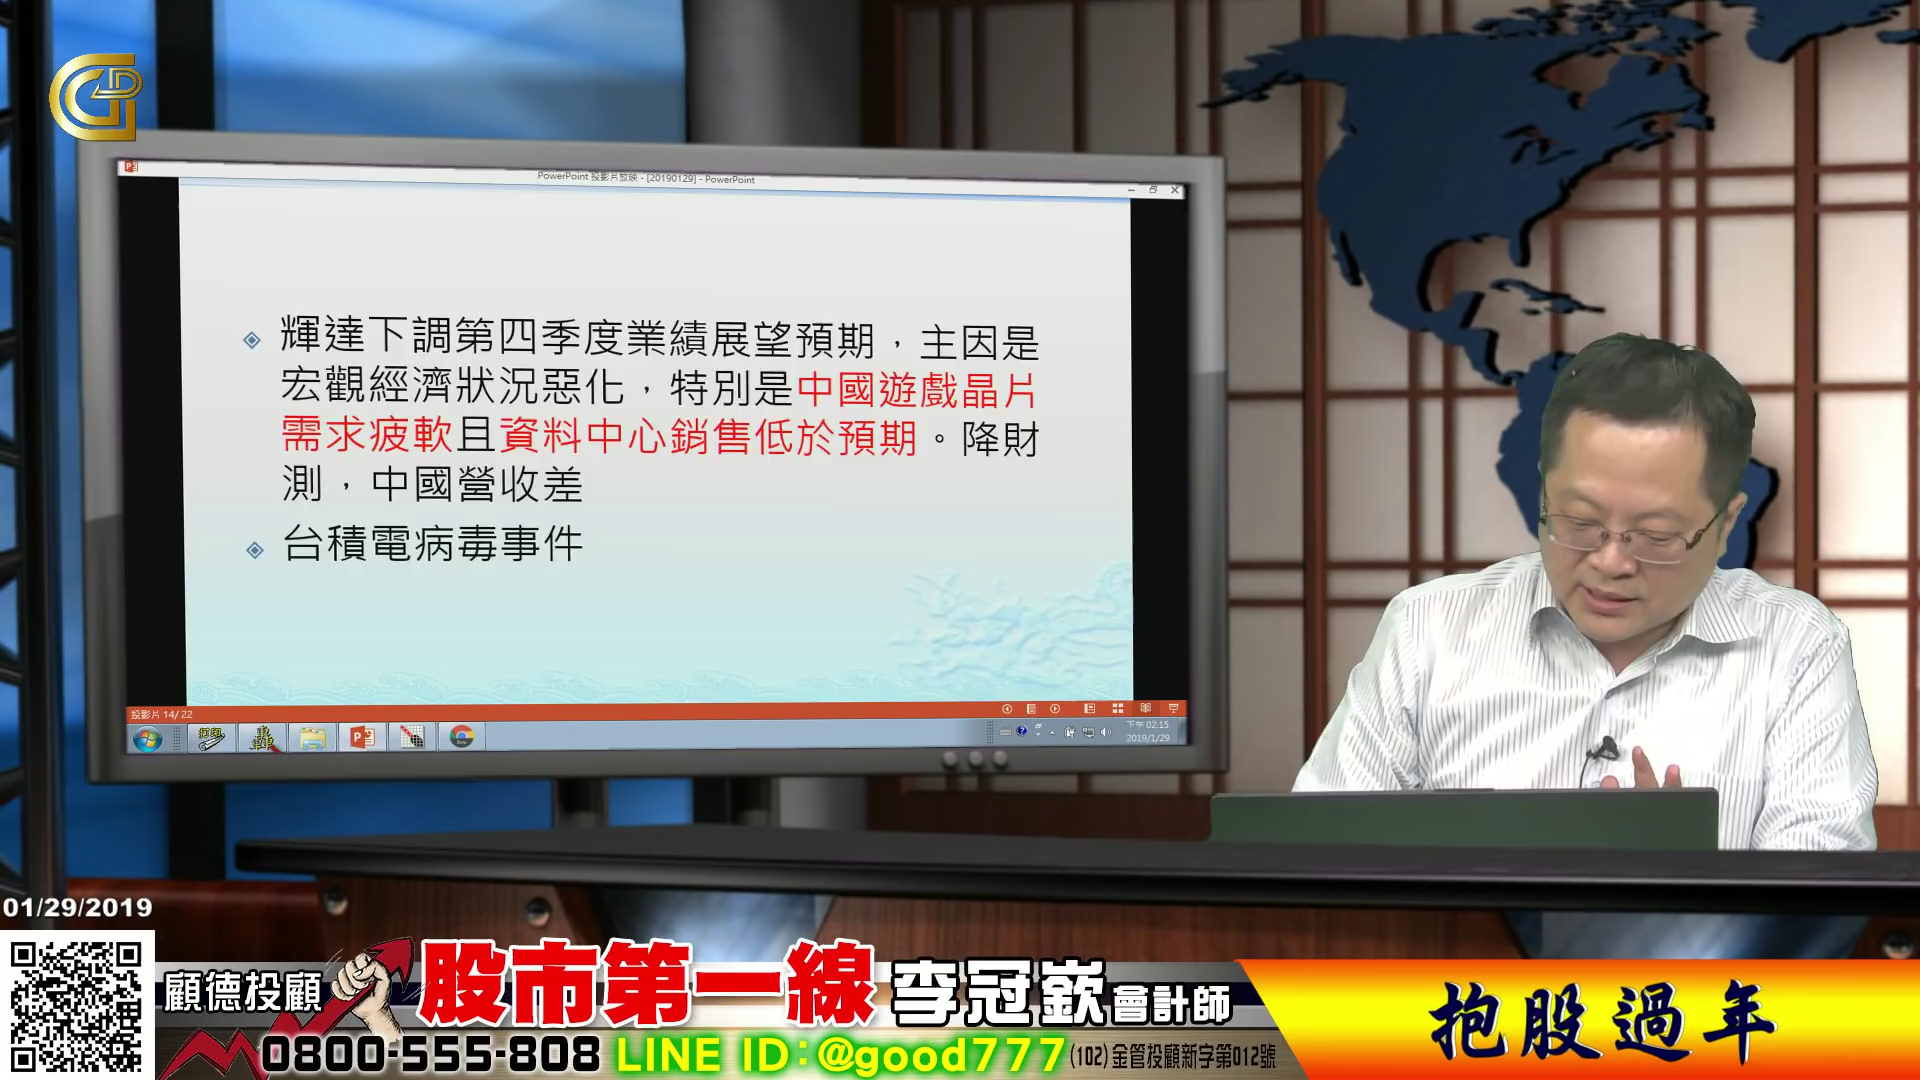 PowerPoint 投影片放映 - [20190129] - PowerPoint
輝達下調第四季度業績展望預期，主因是
宏觀經濟狀況惡化，特別是中國遊戲晶片
需求疲軟且資料中心銷售低於預期。降財
測，中國營收差
台積電病毒事件
投影片 14/ 22
下午 02:15
2019/1/29
01/29/2019
顧德投顧
股市第一線
李冠嶔會計師
0800-555-808
LINE ID:@good777
(102)金管投顧新字第012號
抱股過年